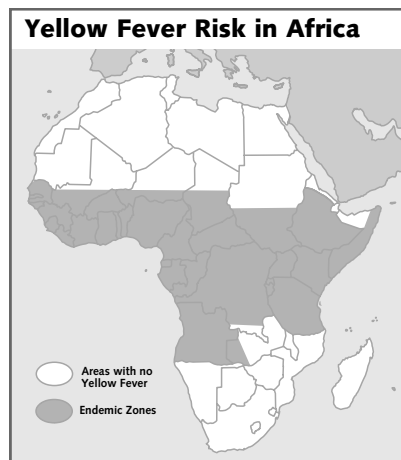 Yellow Fever Risk in Africa
Areas with no
Yellow Fever
Endemic Zones